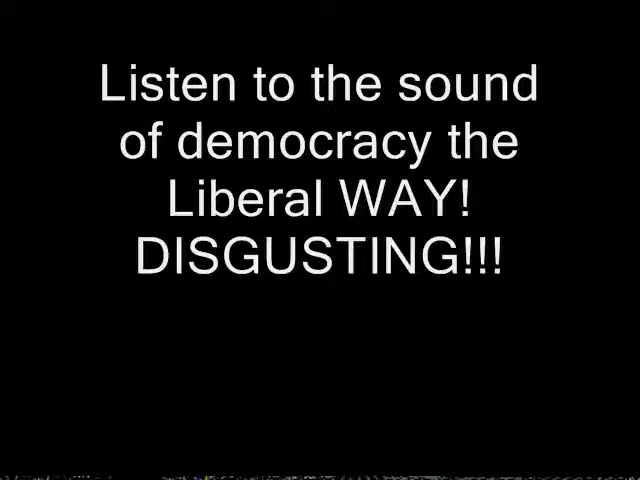 Listen to the sound
of democracy the
Liberal WAY!
DISGUSTING!!!